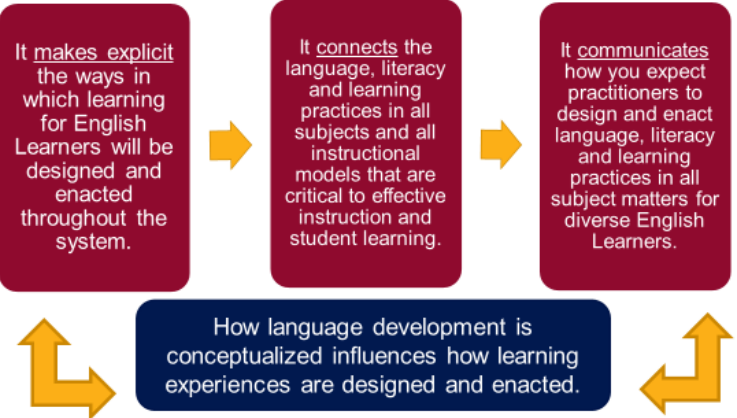 It makes explicit
the ways in
which learning
for English
Learners will be
designed and
enacted
throughout the
system.
It connects the
language, literacy
and learning
practices in all
subjects and all
instructional
models that are
critical to effective
instruction and
student learning.
It communicates
how you expect
practitioners to
design and enact
language, literacy
and learning
practices in all
subject matters for
diverse English
Learners.
How language development is
conceptualized influences how learning
experiences are designed and enacted.